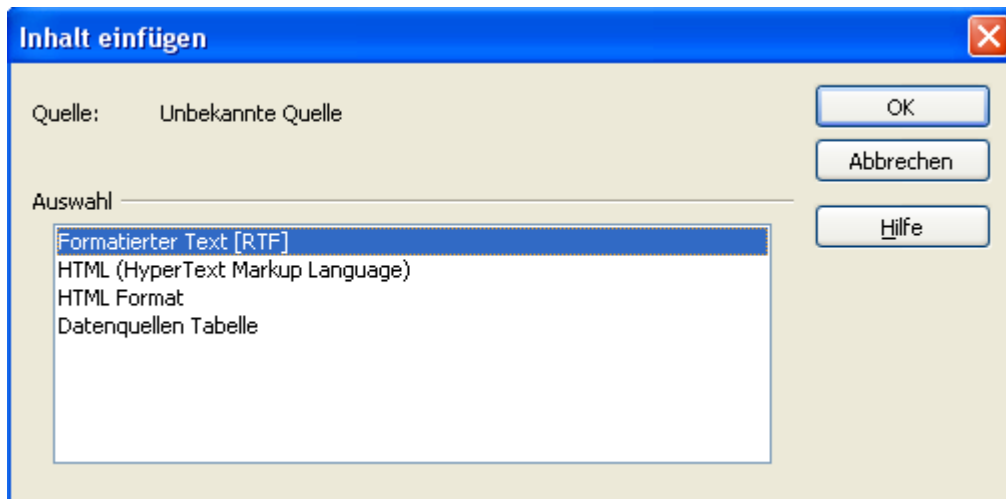 Inhalt einfügen
Quelle: Unbekannte Quelle
OK
Abbrechen
Hilfe
Auswahl
Formatierter Text [RTF]
HTML (HyperText Markup Language)
HTML Format
Datenquellen Tabelle